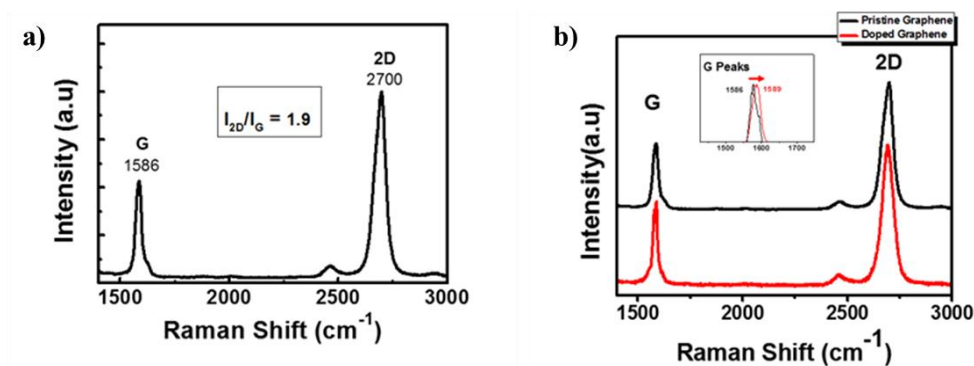 a)
Intensity (a.u)
G
1586
I2D/IG = 1.9
2D
2700
1500
2000
2500
3000
Raman Shift (cm-1)
b)
Pristine Graphene
Doped Graphene
Intensity(a.u)
G
G Peaks
1586
1589
1500
1600
1700
2D
1500
2000
2500
3000
Raman Shift (cm-1)